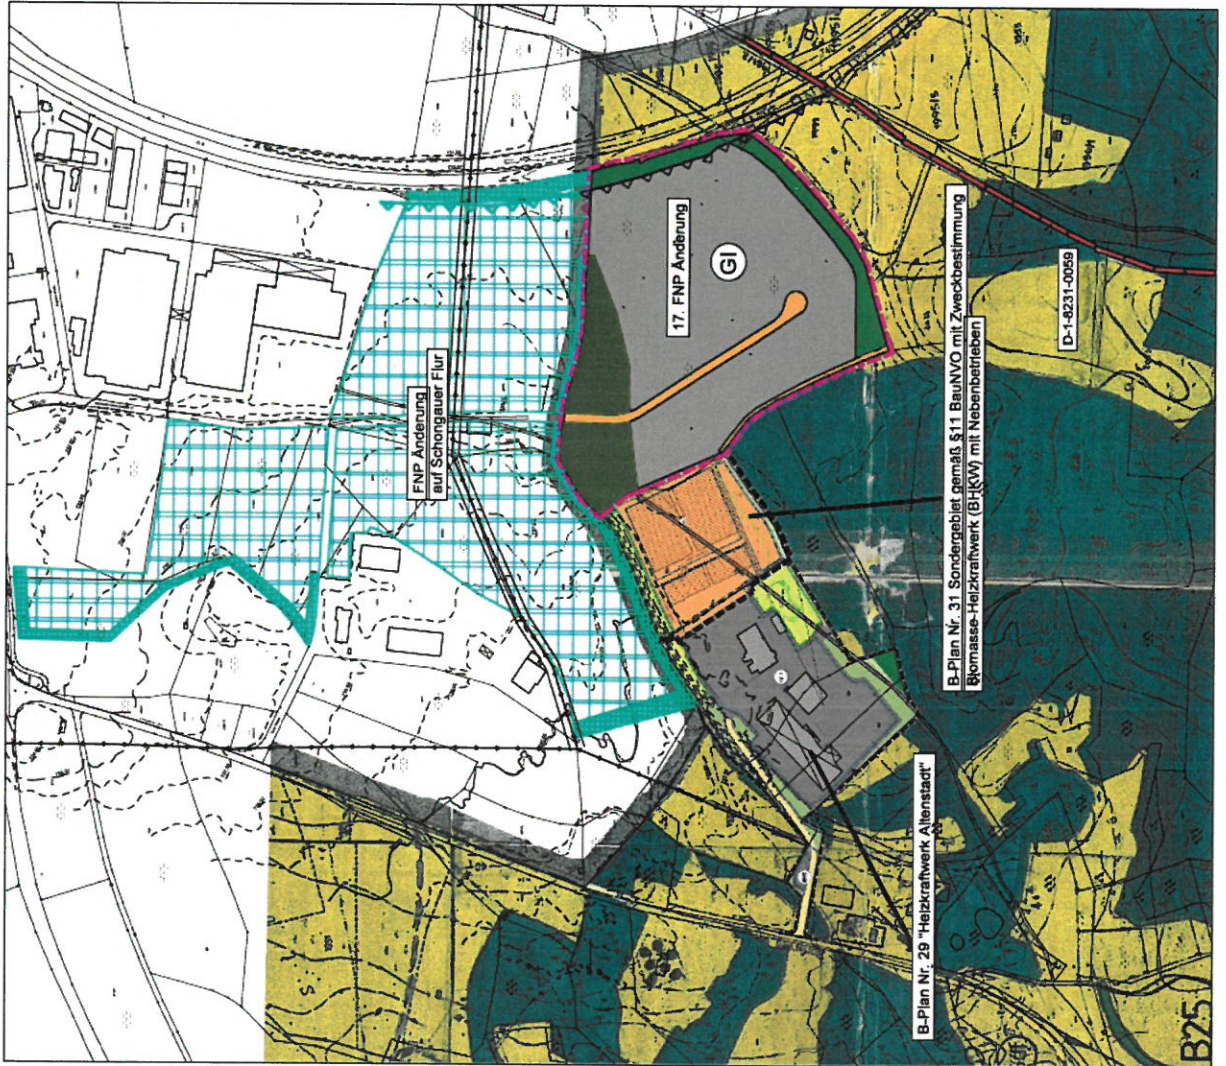 FNP Änderung
auf Schongauer Flur
17. FNP Änderung
GI
B-Plan Nr. 31 Sondergebiet gemäß §11 BauNVO mit Zweckbestimmung
Biomasse-Heizkraftwerk (BHKW) mit Nebenbetrieben
D-1-8231-0059
B-Plan Nr. 29 "Heizkraftwerk Altenstadt"
B25